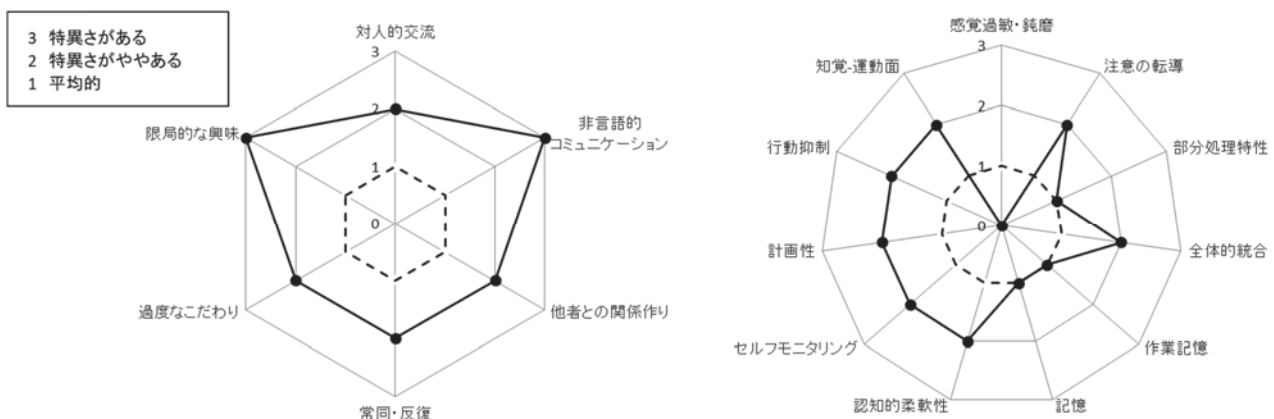 3 特異さがある
2 特異さがややある
1 平均的
対人的交流
3
2
1
0
限局的な興味
非言語的
コミュニケーション
過度なこだわり
他者との関係作り
常同・反復
感覚過敏・鈍磨
3
2
1
0
知覚-運動面
注意の転導
行動抑制
部分処理特性
計画性
全体的統合
セルフモニタリング
作業記憶
認知的柔軟性
記憶